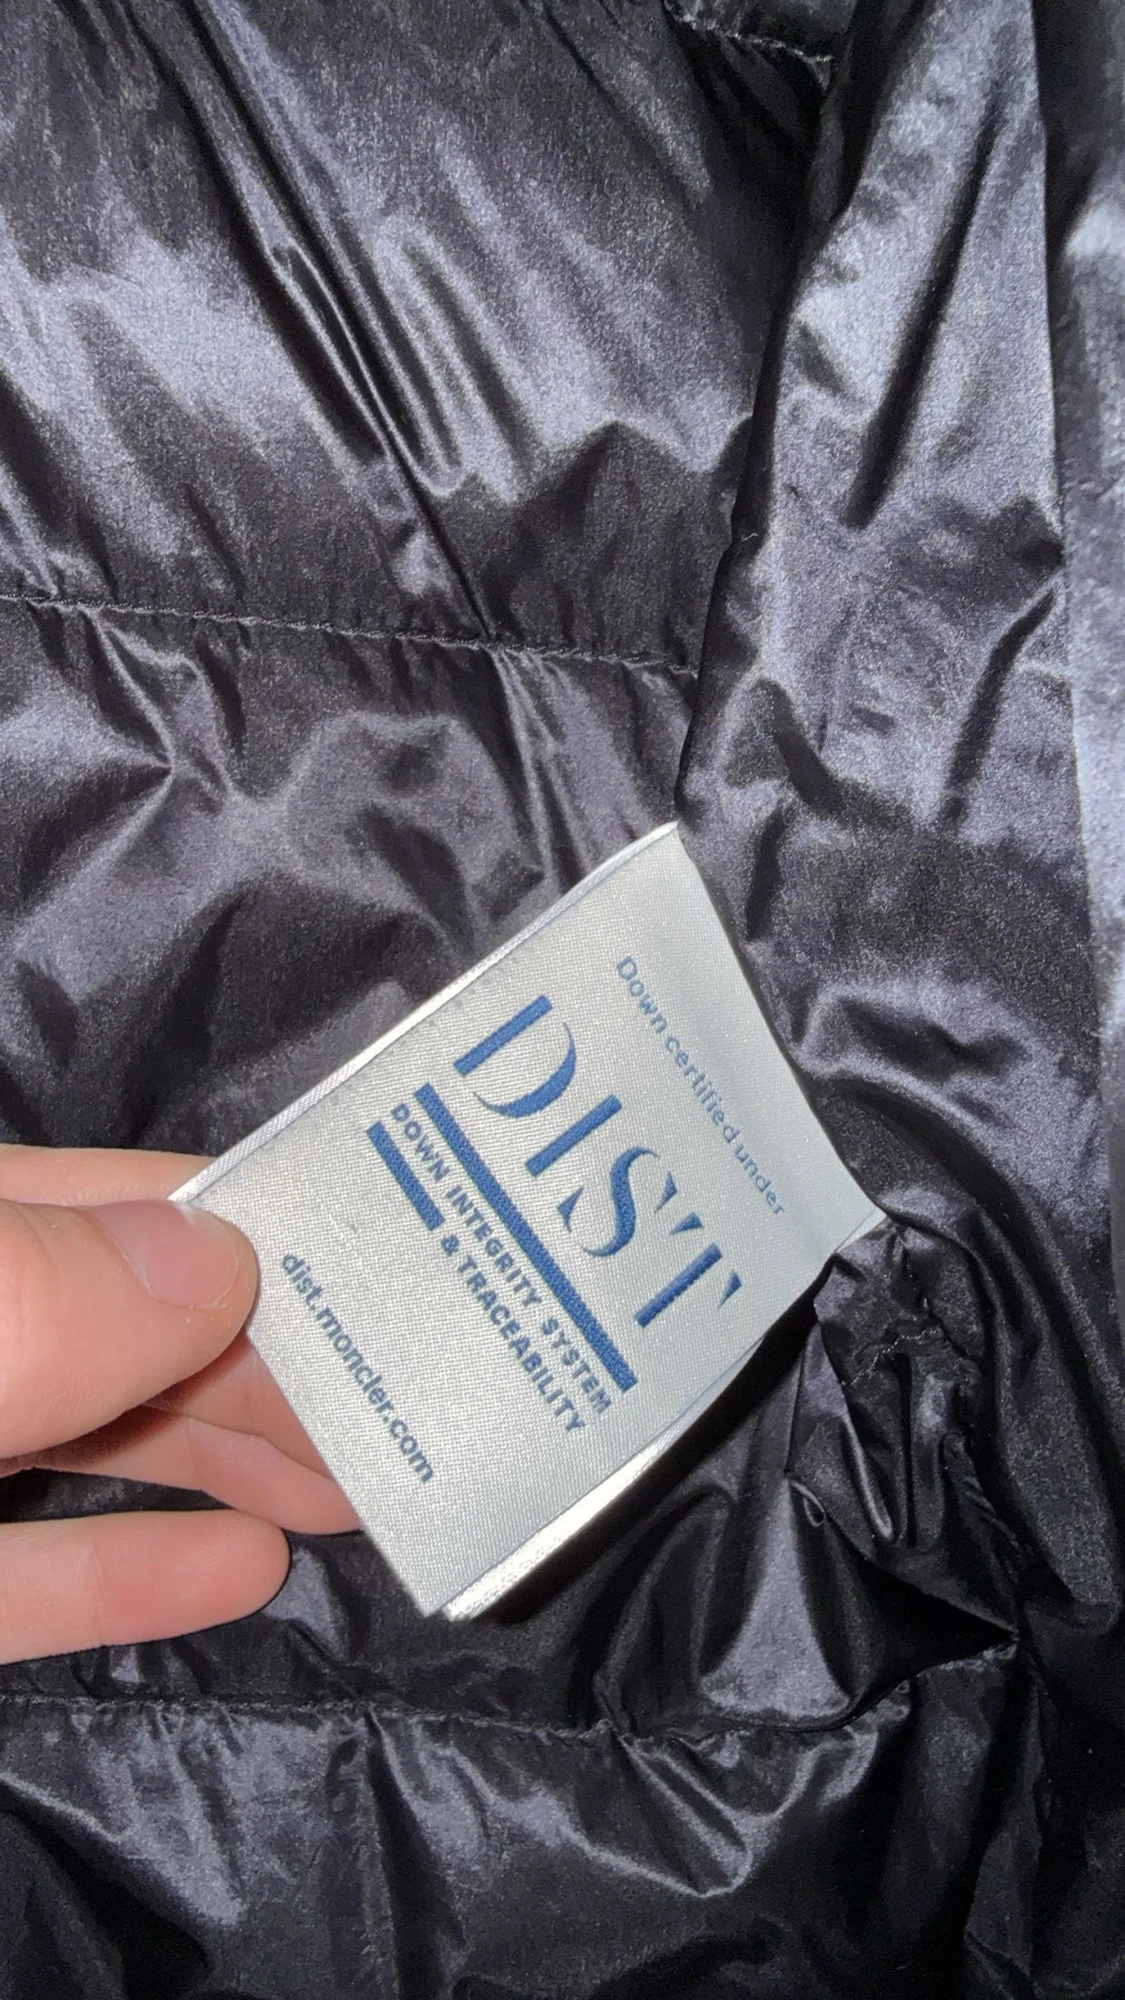 Down certified under
DIST
DOWN INTEGRITY SYSTEM
& TRACEABILITY
dist.moncler.com